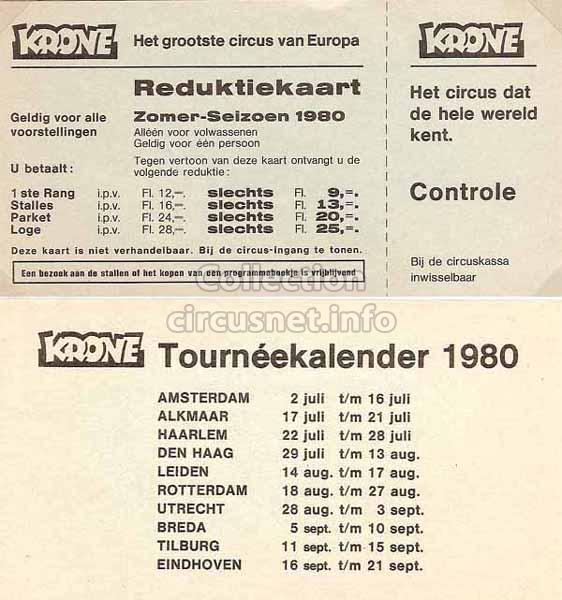 KRONE Het grootste circus van Europa
Reduktiekaart
Geldig voor alle voorstellingen
Zomer-Seizoen 1980
Alléén voor volwassenen
Geldig voor één persoon
U betaalt:
Tegen vertoon van deze kaart ontvangt u de
volgende reduktie:
1 ste Rang i.p.v. Fl. 12,–. slechts Fl. 9,=.
Stalles i.p.v. Fl. 16,–. slechts Fl. 13,=.
Parket i.p.v. Fl. 24,–. slechts Fl. 20,=.
Loge i.p.v. Fl. 28,–. slechts Fl. 25,=.
Deze kaart is niet verhandelbaar. Bij de circus-ingang te tonen.
Een bezoek aan de stallen of het kopen van een programmaboekje is vrijblijvend
KRONE
Het circus dat
de hele wereld
kent.
Controle
Bij de circuskassa
inwisselbaar
Collection
circusnet.info
KRONE Tournéekalender 1980
AMSTERDAM 2 juli t/m 16 juli
ALKMAAR 17 juli t/m 21 juli
HAARLEM 22 juli t/m 28 juli
DEN HAAG 29 juli t/m 13 aug.
LEIDEN 14 aug. t/m 17 aug.
ROTTERDAM 18 aug. t/m 27 aug.
UTRECHT 28 aug. t/m 3 sept.
BREDA 5 sept. t/m 10 sept.
TILBURG 11 sept. t/m 15 sept.
EINDHOVEN 16 sept. t/m 21 sept.